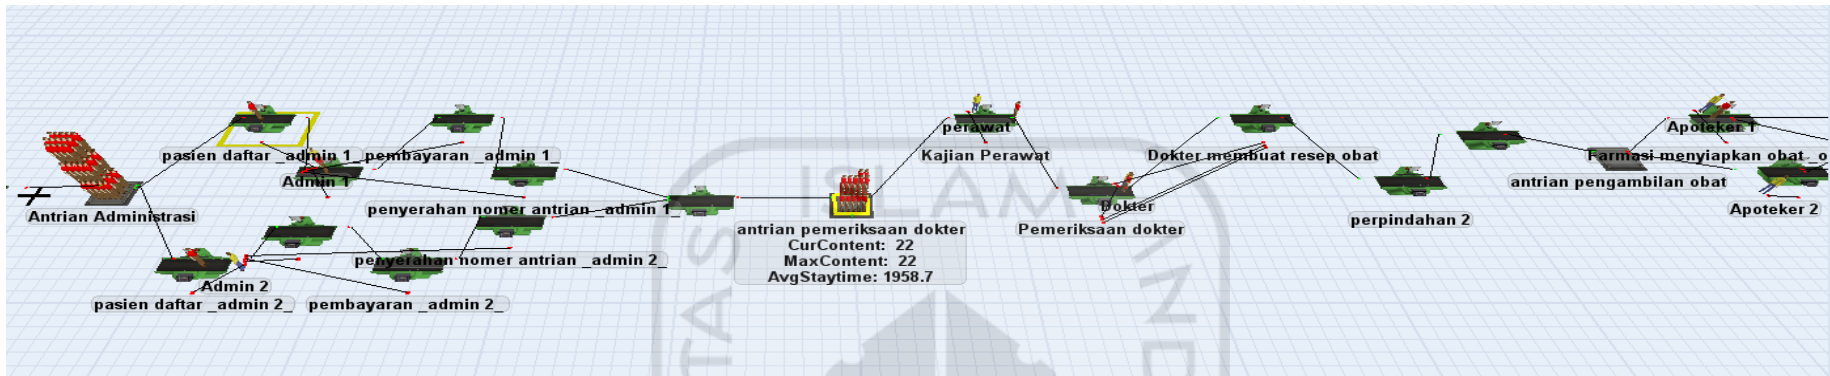 pasien daftar _admin 1_
pembayaran _admin 1_
Admin 1
Antrian Administrasi
penyerahan nomer antrian _admin 1_
penyerahan nomer antrian _admin 2_
Admin 2
pasien daftar _admin 2_
pembayaran _admin 2_
antrian pemeriksaan dokter
CurContent: 22
MaxContent: 22
AvgStaytime: 1958.7
perawat
Kajian Perawat
Dokter
Pemeriksaan dokter
Dokter membuat resep obat
perpindahan 2
Apoteker 1
Farmasi menyiapkan obat
antrian pengambilan obat
Apoteker 2
ISLAM